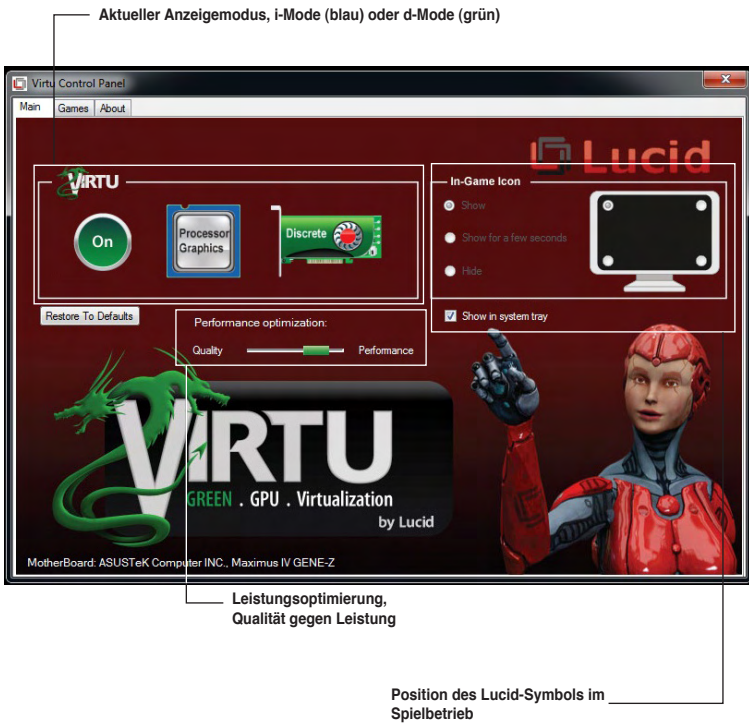 Aktueller Anzeigemodus, i-Mode (blau) oder d-Mode (grün)
Virtu Control Panel
Main Games About
Lucid
VIRTU
On
Processor
Graphics
Discrete
In-Game Icon
Show
Show for a few seconds
Hide
Restore To Defaults
Show in system tray
Performance optimization:
Quality Performance
VIRTU
GREEN . GPU . Virtualization
by Lucid
MotherBoard: ASUSTeK Computer INC., Maximus IV GENE-Z
Leistungsoptimierung,
Qualität gegen Leistung
Position des Lucid-Symbols im
Spielbetrieb